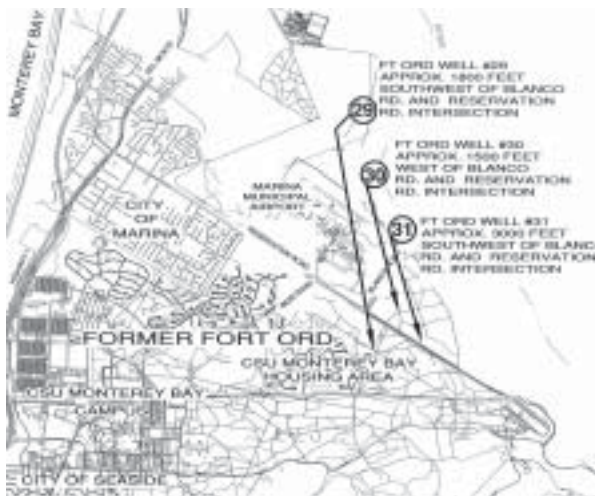 MONTEREY BAY
FT ORD WELL #29
APPROX. 1800 FEET
SOUTHWEST OF BLANCO
RD. AND RESERVATION
RD. INTERSECTION
29
FT ORD WELL #30
APPROX. 1500 FEET
WEST OF BLANCO
RD. AND RESERVATION
RD. INTERSECTION
30
MARINA
MUNICIPAL
AIRPORT
CITY
OF
MARINA
31
FT ORD WELL #31
APPROX. 3000 FEET
SOUTHWEST OF BLANC
RD. AND RESERVATION
RD. INTERSECTION
FORMER FORT ORD
CSU MONTEREY BAY
HOUSING AREA
CSU MONTEREY BAY
CAMPUS
CITY OF SEASIDE